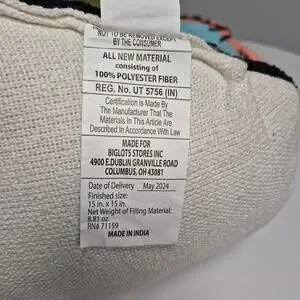 NOT TO BE REMOVED EXCEPT
BY THE CONSUMER
ALL NEW MATERIAL
consisting of
100% POLYESTER FIBER
REG. No. UT 5756 (IN)
Certification is Made By
The Manufacturer That The
Materials In This Article Are
Described In Accordance With Law
MADE FOR
BIGLOTS STORES INC
4900 E.DUBLIN GRANVILLE ROAD
COLUMBUS, OH 43081
Date of Delivery May 2024
Finished size:
15 in. x 15 in.
Net Weight of Filling Material:
8.81 oz
RN# 71159
MADE IN INDIA